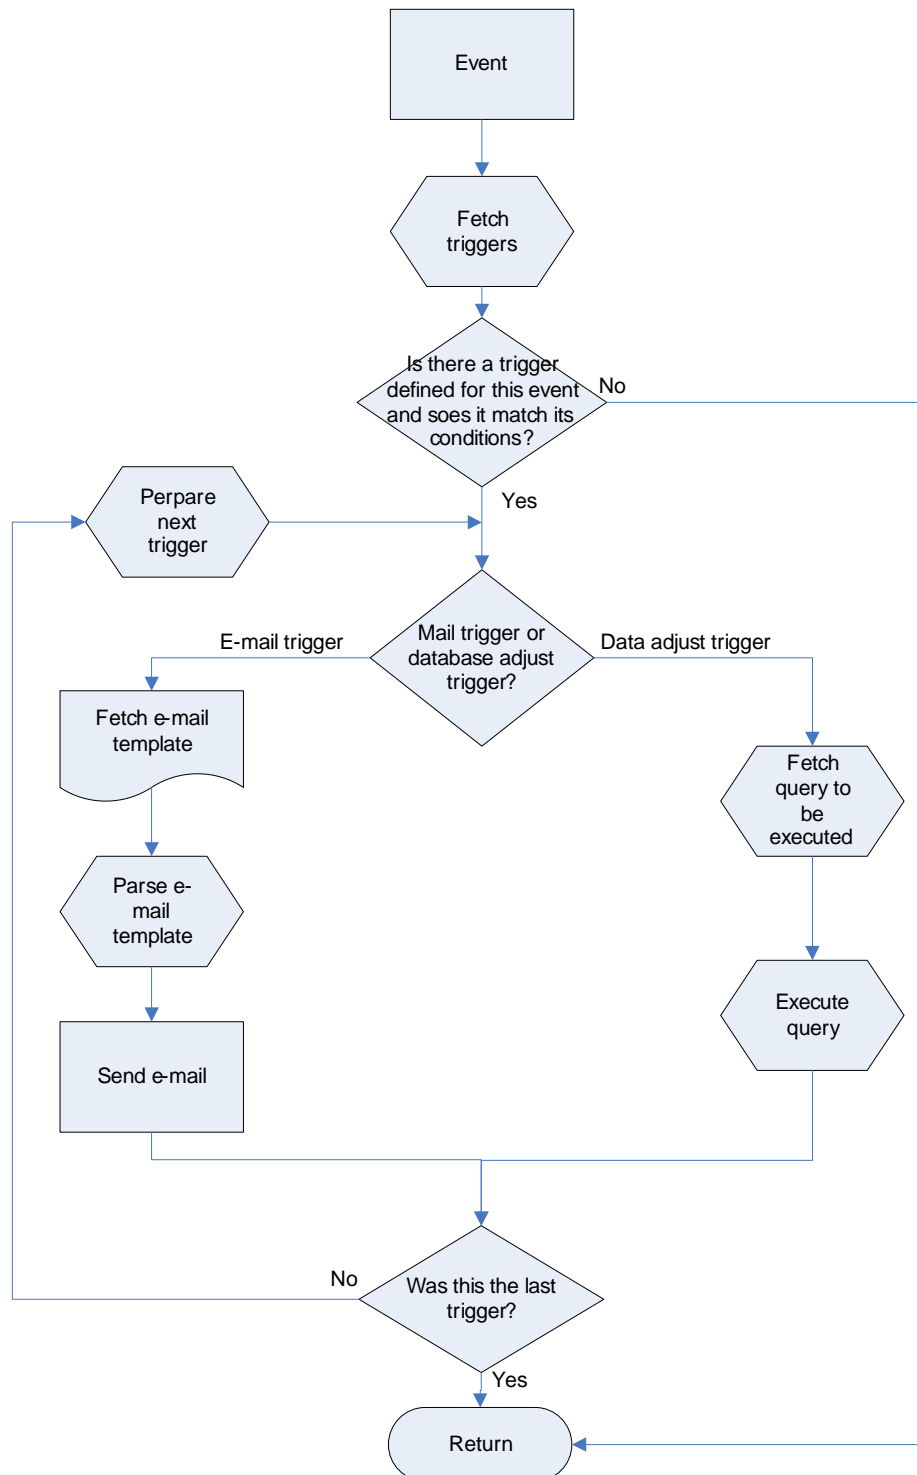 Event
Fetch
triggers
Is there a trigger
defined for this event
and soes it match its
conditions?
No
Yes
Perpare
next
trigger
Mail trigger or
database adjust
trigger?
E-mail trigger
Data adjust trigger
Fetch e-mail
template
Parse e-
mail
template
Send e-mail
Fetch
query to
be
executed
Execute
query
Was this the last
trigger?
No
Yes
Return